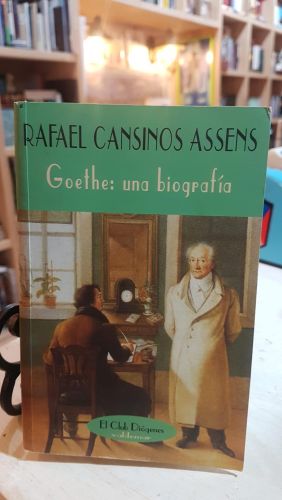 RAFAEL CANSINOS ASSENS
Goethe: una biografía
El Club Diógenes
valdemar